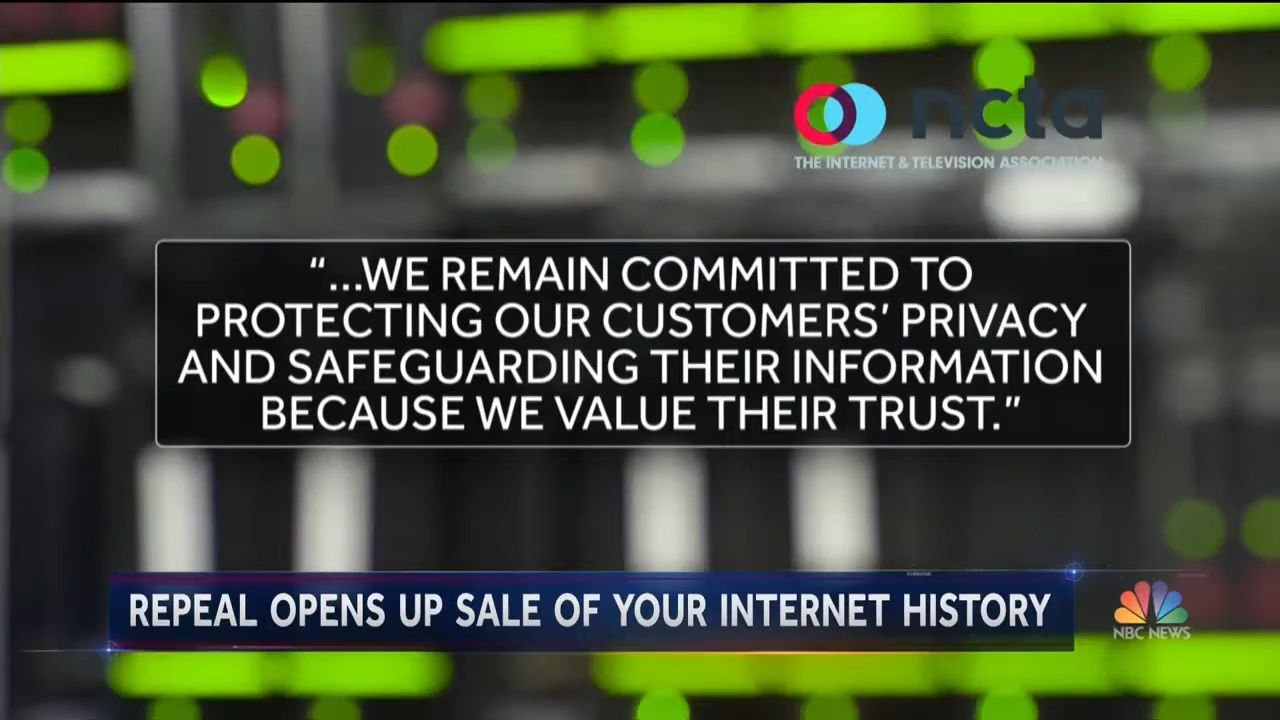 ncta
THE INTERNET & TELEVISION ASSOCIATION
“...WE REMAIN COMMITTED TO
PROTECTING OUR CUSTOMERS’ PRIVACY
AND SAFEGUARDING THEIR INFORMATION
BECAUSE WE VALUE THEIR TRUST.”
REPEAL OPENS UP SALE OF YOUR INTERNET HISTORY
NBC NEWS